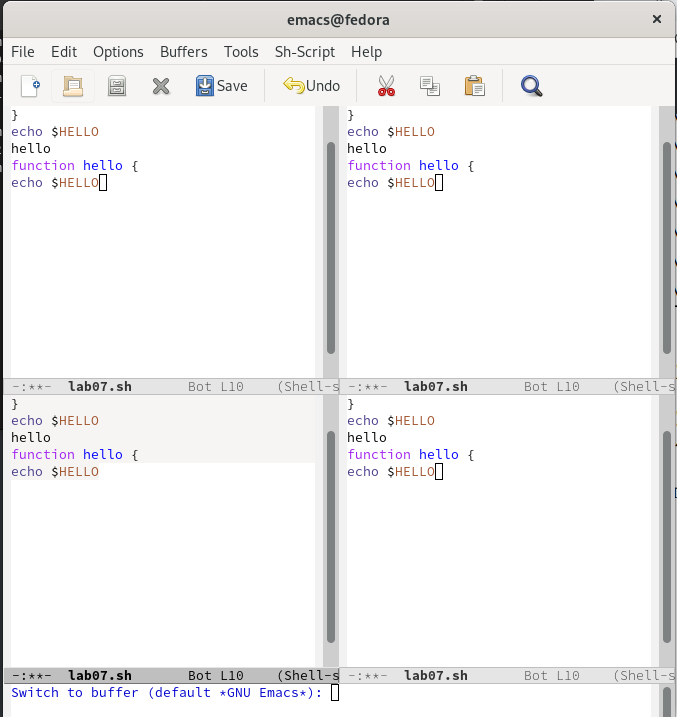 emacs@fedora
File Edit Options Buffers Tools Sh-Script Help
Save Undo
}
echo $HELLO
hello
function hello {
echo $HELLO
-:**- lab07.sh Bot L10 (Shell-s
}
echo $HELLO
hello
function hello {
echo $HELLO
-:**- lab07.sh Bot L10 (Shell-s
}
echo $HELLO
hello
function hello {
echo $HELLO
-:**- lab07.sh Bot L10 (Shell-s
}
echo $HELLO
hello
function hello {
echo $HELLO
-:**- lab07.sh Bot L10 (Shell-s
Switch to buffer (default *GNU Emacs*):